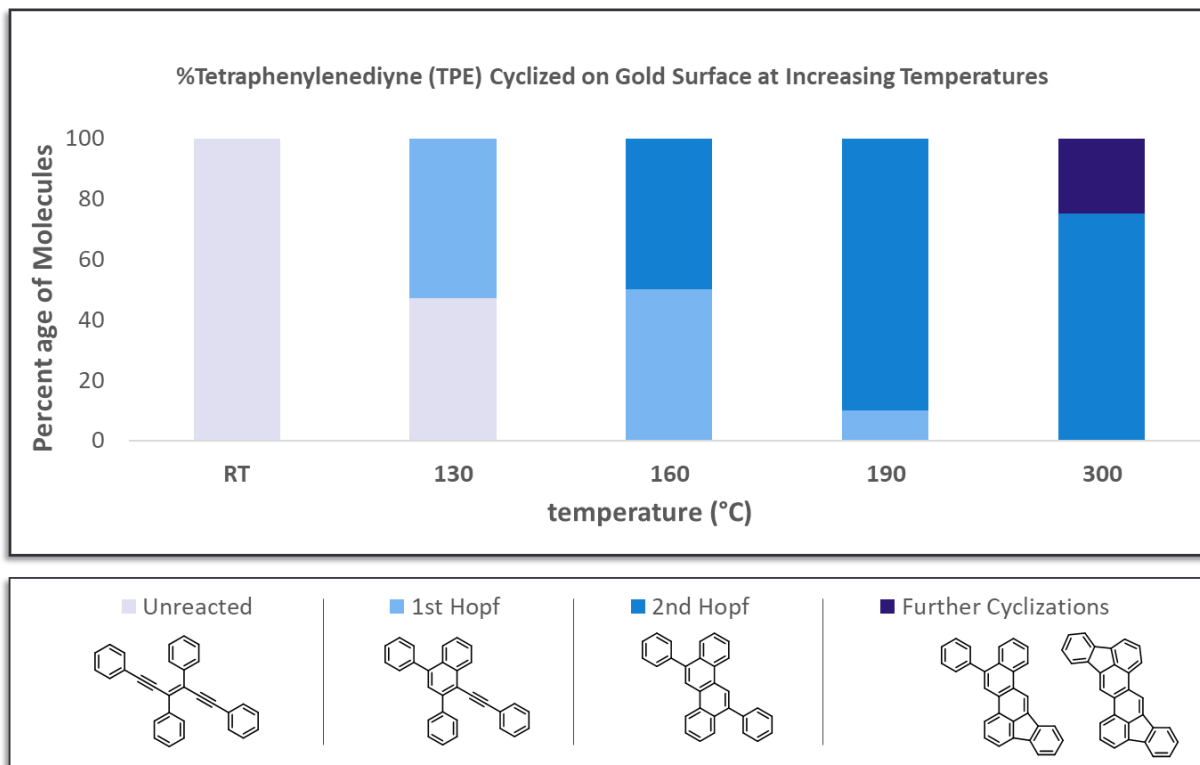 %Tetraphenylenediyne (TPE) Cyclized on Gold Surface at Increasing Temperatures
Percent age of Molecules
100
80
60
40
20
0
RT 130 160 190 300
temperature (°C)
Unreacted 1st Hopf 2nd Hopf Further Cyclizations